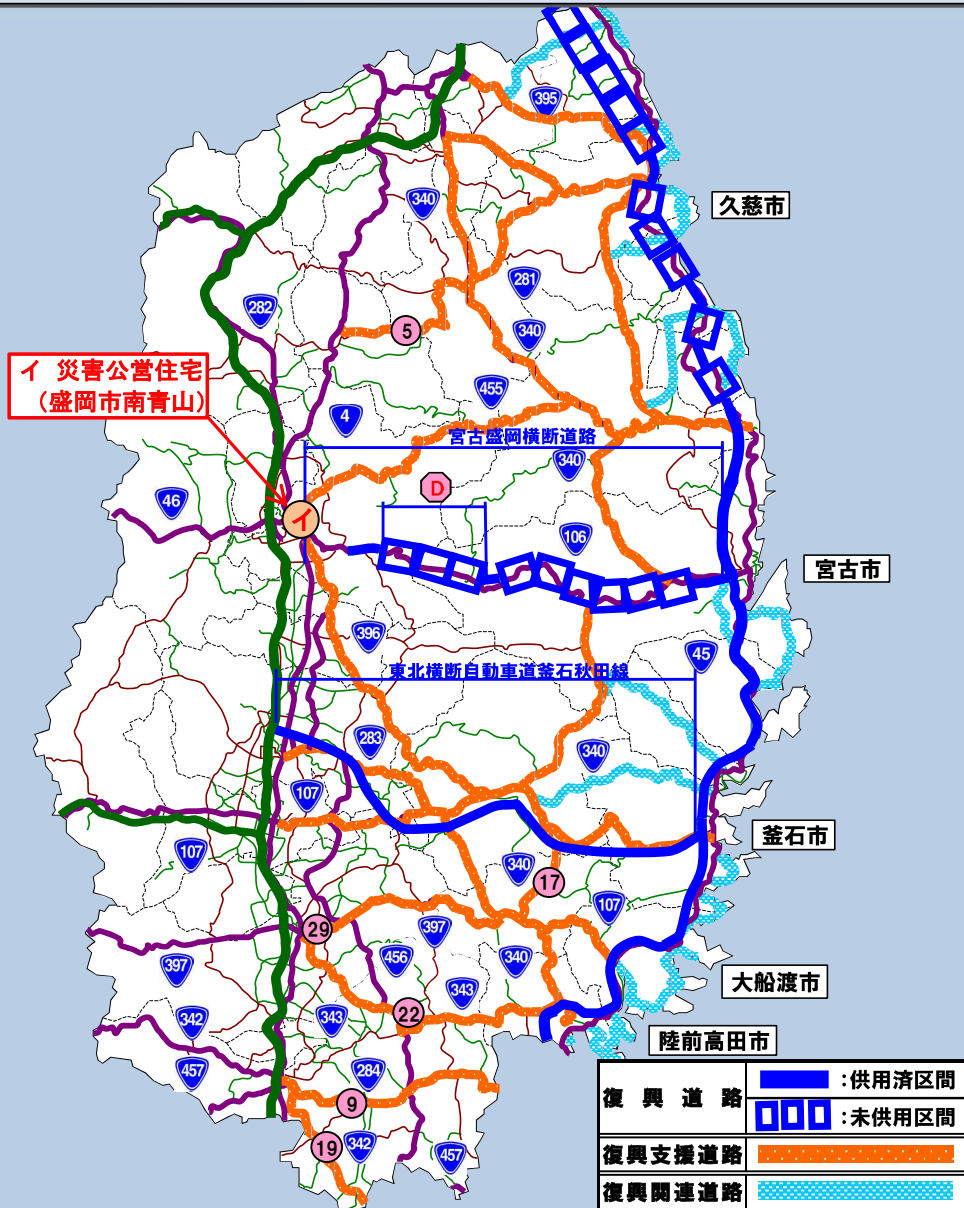 395
久慈市
340
281
282
340
5
イ 災害公営住宅
(盛岡市南青山)
455
4
宮古盛岡横断道路
340
46
D
イ
106
宮古市
396
45
東北横断自動車道釜石秋田線
283
340
107
釜石市
107
340
17
107
29
397
456
340
397
343
大船渡市
342
343
22
陸前高田市
457
284
9
19
342
457
復興道路
:供用済区間
:未供用区間
復興支援道路
復興関連道路